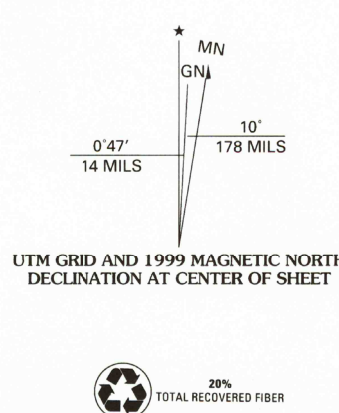 ★
MN
GN
0°47'
14 MILS
10°
178 MILS
UTM GRID AND 1999 MAGNETIC NORTH
DECLINATION AT CENTER OF SHEET
20%
TOTAL RECOVERED FIBER